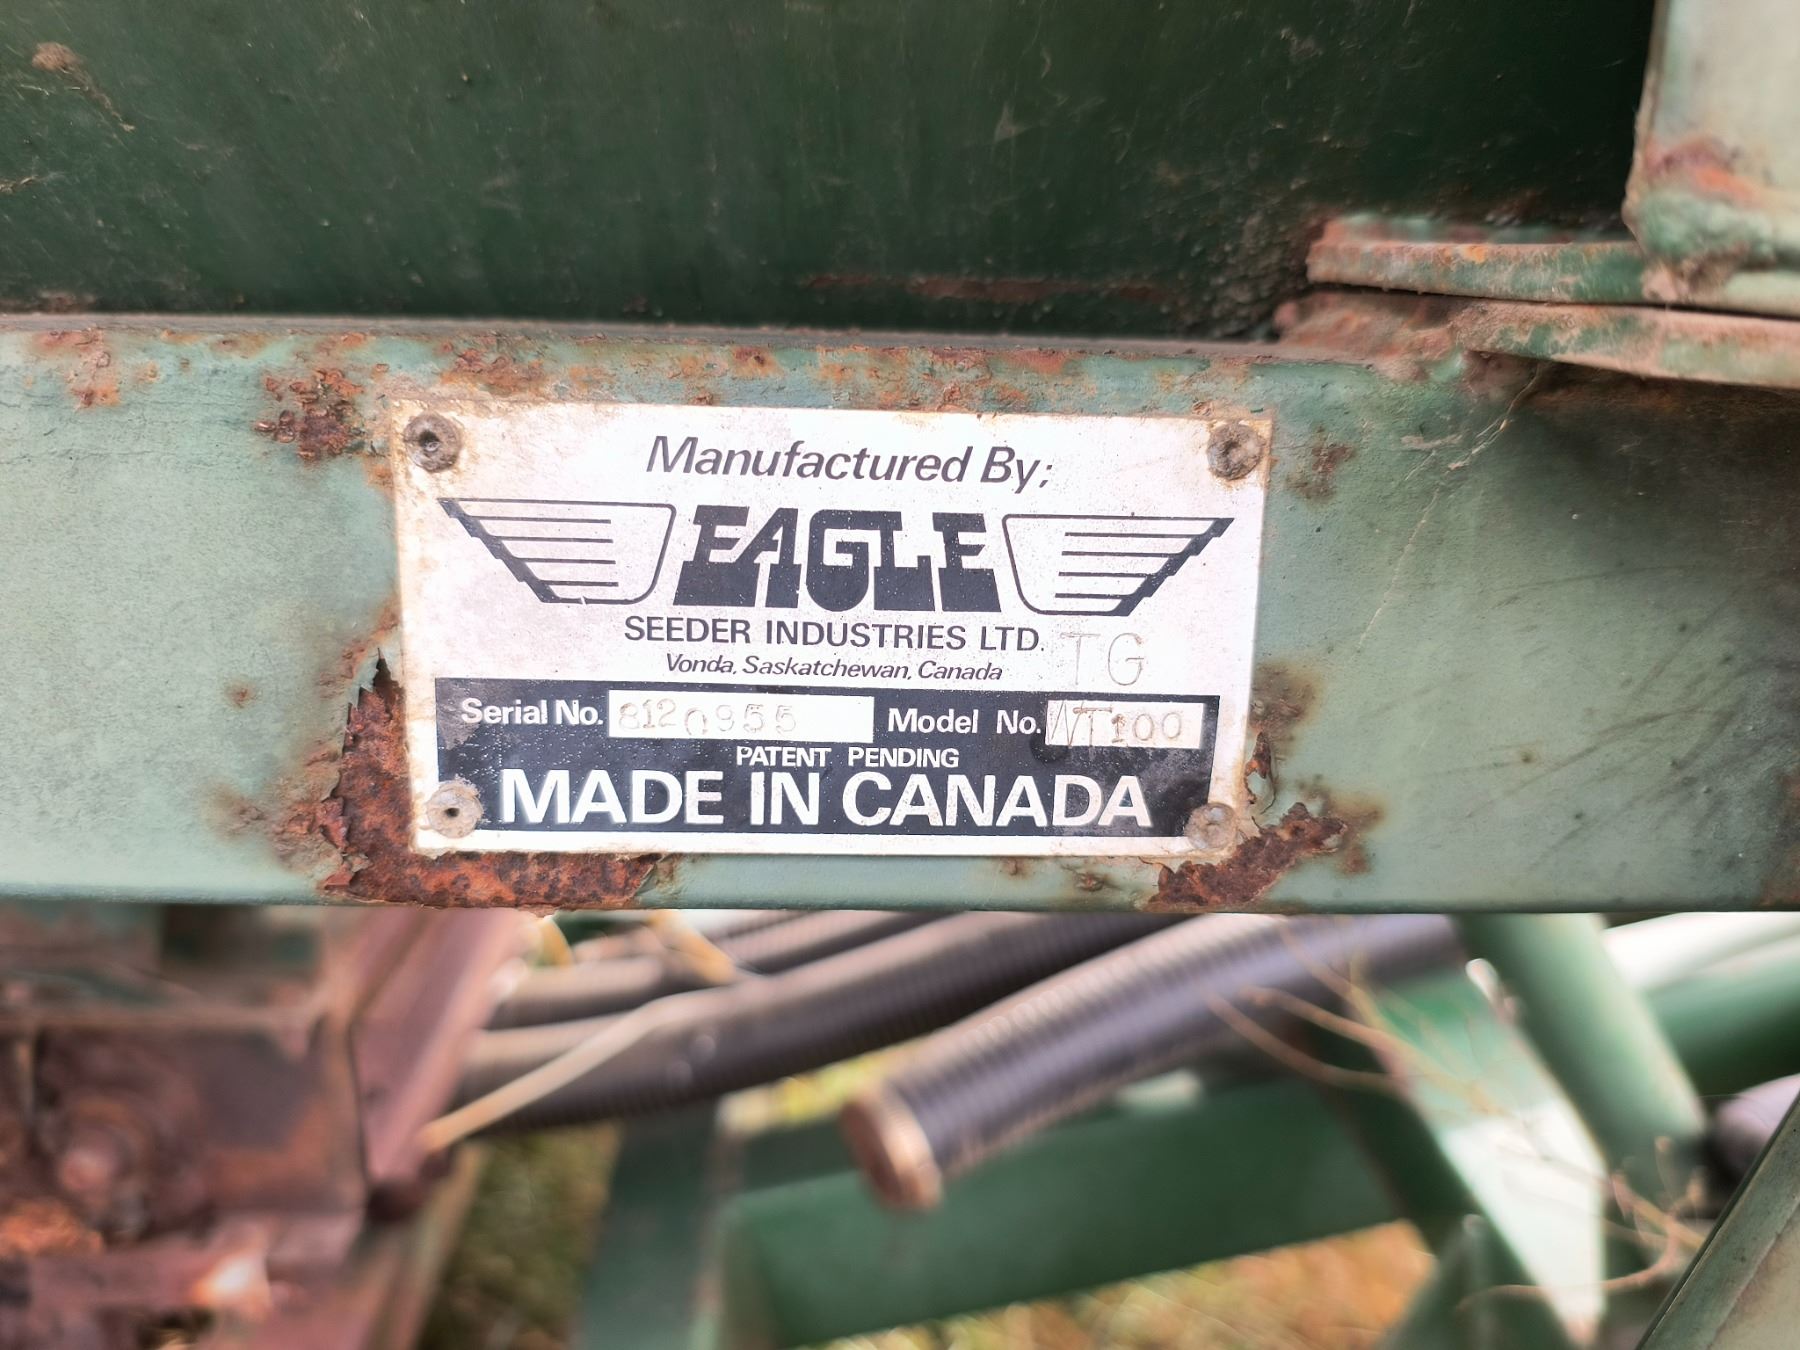 Manufactured By;
EAGLE
SEEDER INDUSTRIES LTD. TG
Vonda, Saskatchewan, Canada
Serial No. 8120955 Model No. WT100
PATENT PENDING
MADE IN CANADA